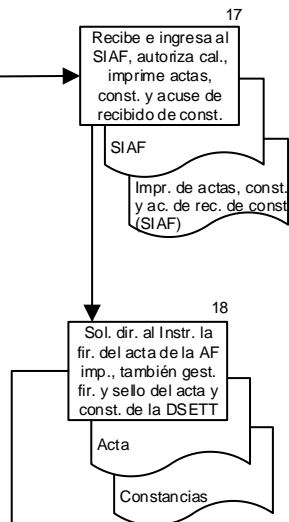 17
Recibe e ingresa al
SIAF, autoriza cal.,
imprime actas,
const. y acuse de
recibido de const.
SIAF
Impr. de actas, const.
y ac. de rec. de const
(SIAF)
18
Sol. dir. al Instr. la
fir. del acta de la AF
imp., también gest.
fir. y sello del acta y
const. de la DSETT
Acta
Constancias